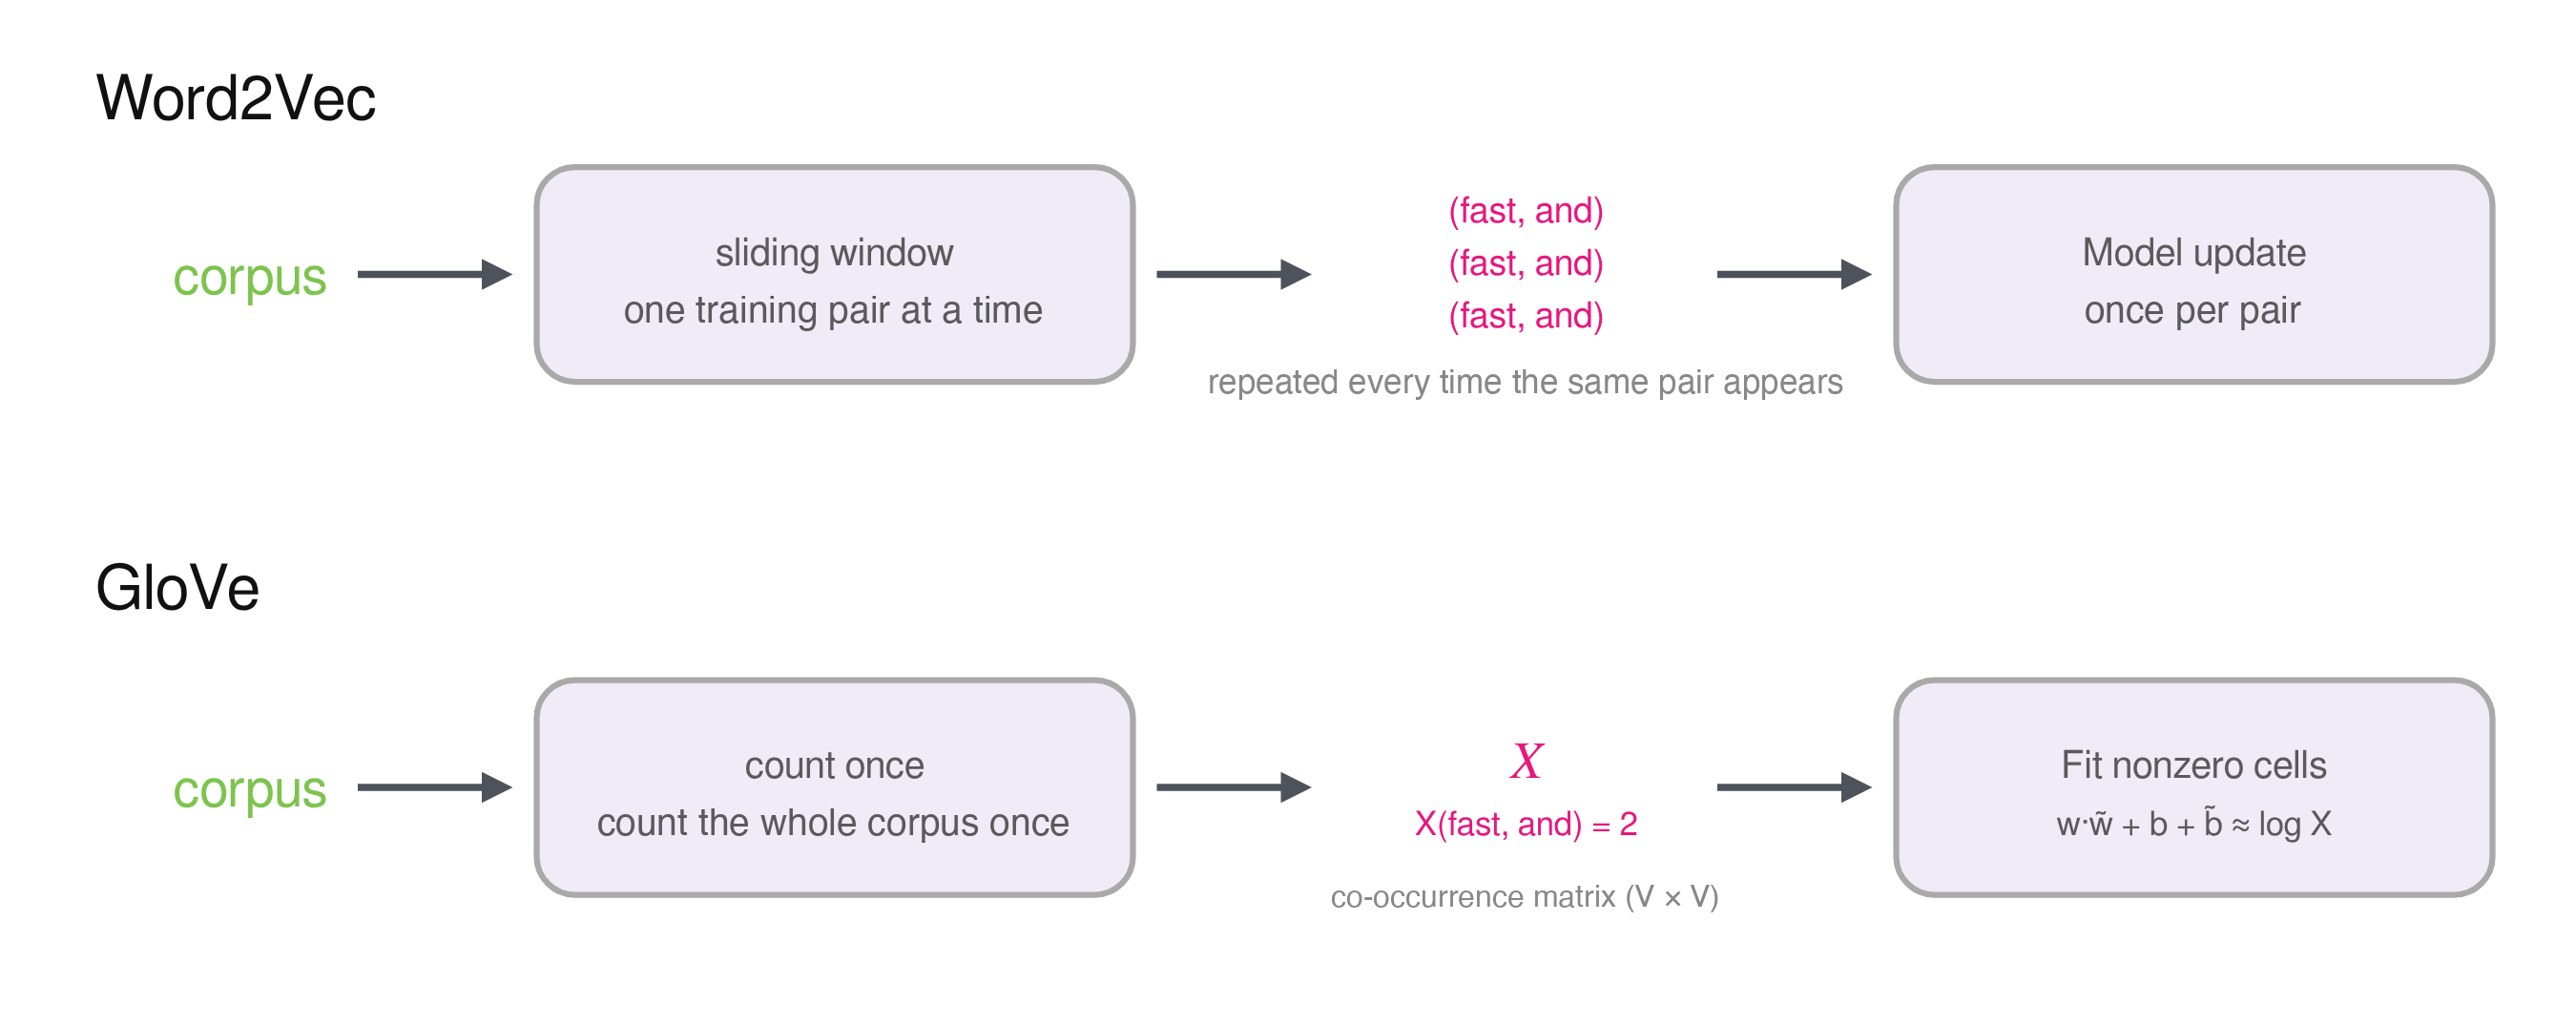 Word2Vec
corpus
sliding window
one training pair at a time
(fast, and)
(fast, and)
(fast, and)
repeated every time the same pair appears
Model update
once per pair
GloVe
corpus
count once
count the whole corpus once
X
X(fast, and) = 2
co-occurrence matrix (V × V)
Fit nonzero cells
w·w̃ + b + b̃ ≈ log X